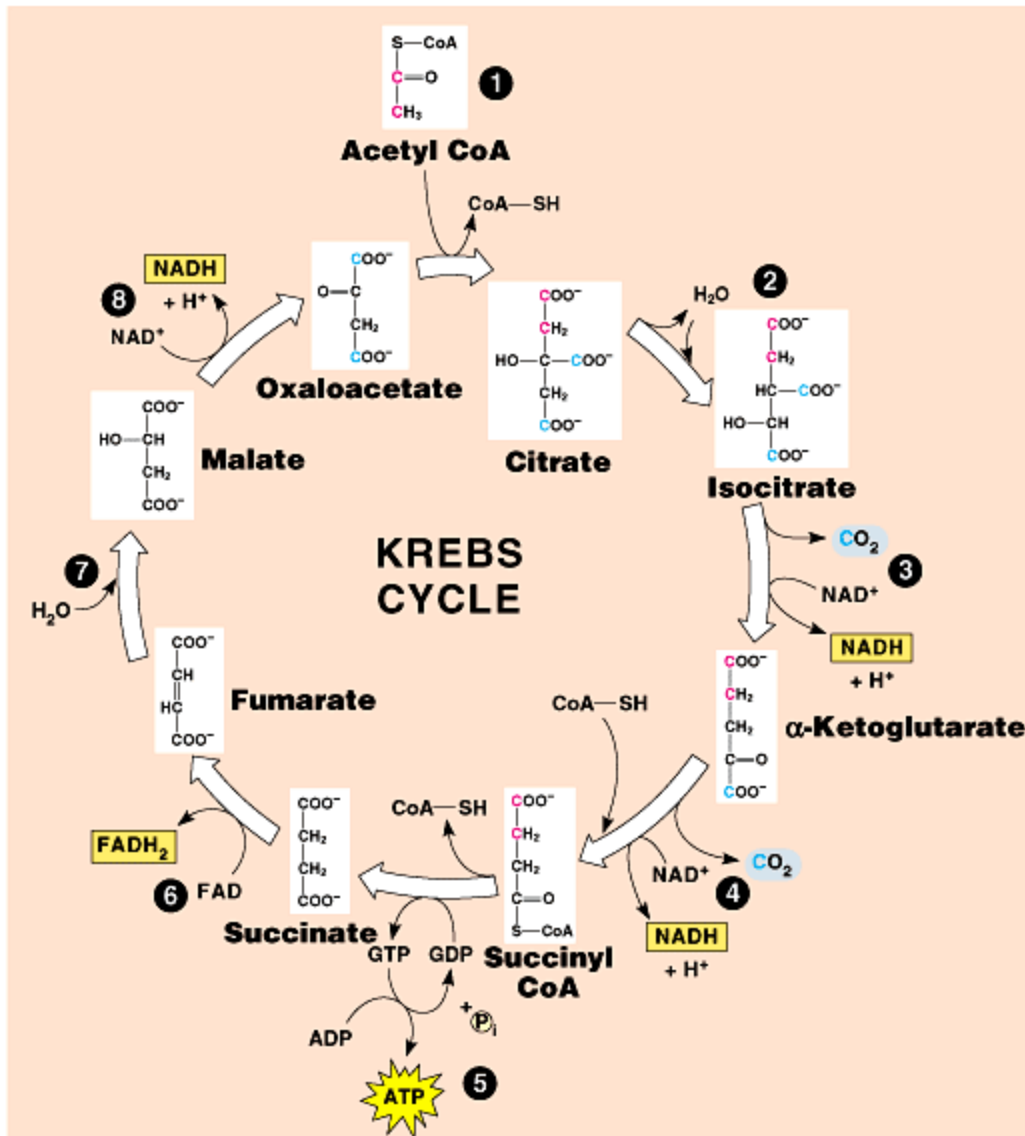 S—CoA
C=O
CH₃
1
Acetyl CoA
CoA—SH
COO⁻
O—C
CH₂
COO⁻
Oxaloacetate
COO⁻
CH₂
HO—C—COO⁻
CH₂
COO⁻
Citrate
H₂O
2
COO⁻
CH₂
HC—COO⁻
HO—CH
COO⁻
Isocitrate
CO₂
3
NAD⁺
NADH
+ H⁺
COO⁻
CH₂
CH₂
C—O
COO⁻
α-Ketoglutarate
CoA—SH
CO₂
NAD⁺
4
NADH
+ H⁺
COO⁻
CH₂
CH₂
C=O
S—CoA
Succinyl
CoA
CoA—SH
GTP
GDP
+
Pi
ADP
ATP
5
COO⁻
CH₂
CH₂
COO⁻
Succinate
FADH₂
6
FAD
COO⁻
CH
HC
COO⁻
Fumarate
7
H₂O
COO⁻
HO—CH
CH₂
COO⁻
Malate
NADH
+ H⁺
8
NAD⁺
KREBS
CYCLE